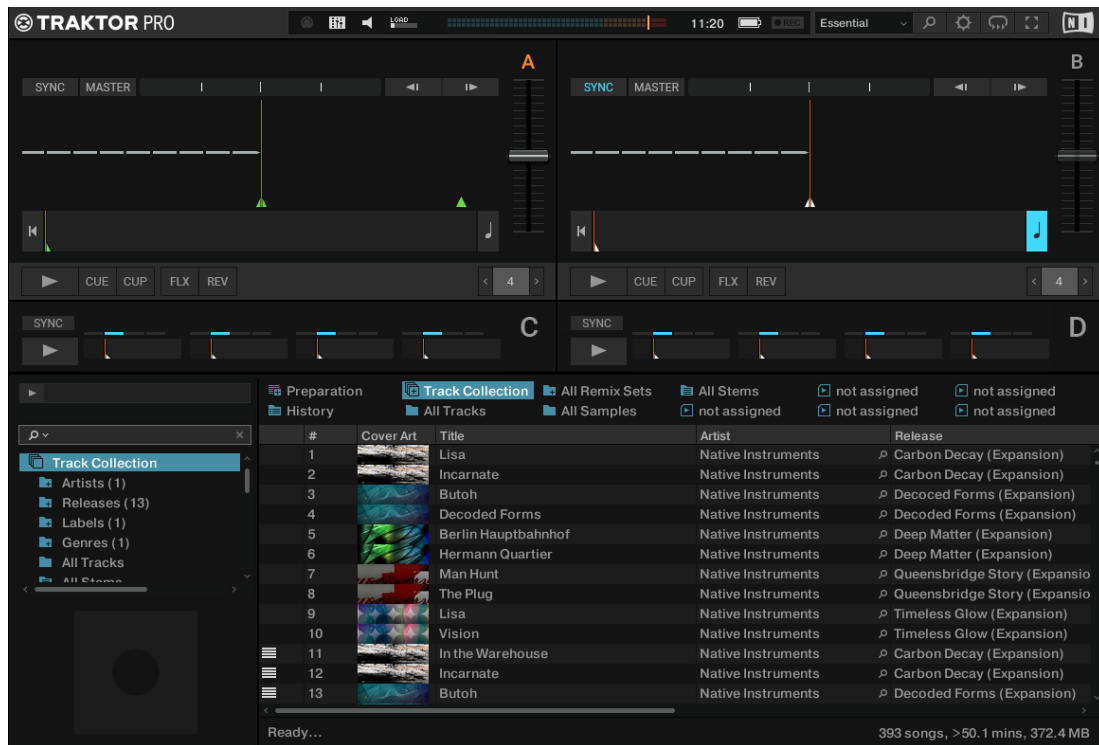 TRAKTOR PRO LOAD 11:20 REC Essential NI
A
SYNC MASTER
CUE CUP FLX REV 4
B
SYNC MASTER
CUE CUP FLX REV 4
SYNC C
SYNC D
Preparation Track Collection All Remix Sets All Stems not assigned not assigned
History All Tracks All Samples not assigned not assigned not assigned
Track Collection
Artists (1)
Releases (13)
Labels (1)
Genres (1)
All Tracks
All Stems
# Cover Art Title Artist Release
1 Lisa Native Instruments Carbon Decay (Expansion)
2 Incarnate Native Instruments Carbon Decay (Expansion)
3 Butoh Native Instruments Decoced Forms (Expansion)
4 Decoded Forms Native Instruments Decoded Forms (Expansion)
5 Berlin Hauptbahnhof Native Instruments Deep Matter (Expansion)
6 Hermann Quartier Native Instruments Deep Matter (Expansion)
7 Man Hunt Native Instruments Queensbridge Story (Expansio
8 The Plug Native Instruments Queensbridge Story (Expansio
9 Lisa Native Instruments Timeless Glow (Expansion)
10 Vision Native Instruments Timeless Glow (Expansion)
11 In the Warehouse Native Instruments Carbon Decay (Expansion)
12 Incarnate Native Instruments Carbon Decay (Expansion)
13 Butoh Native Instruments Decoded Forms (Expansion)
Ready... 393 songs, >50.1 mins, 372.4 MB